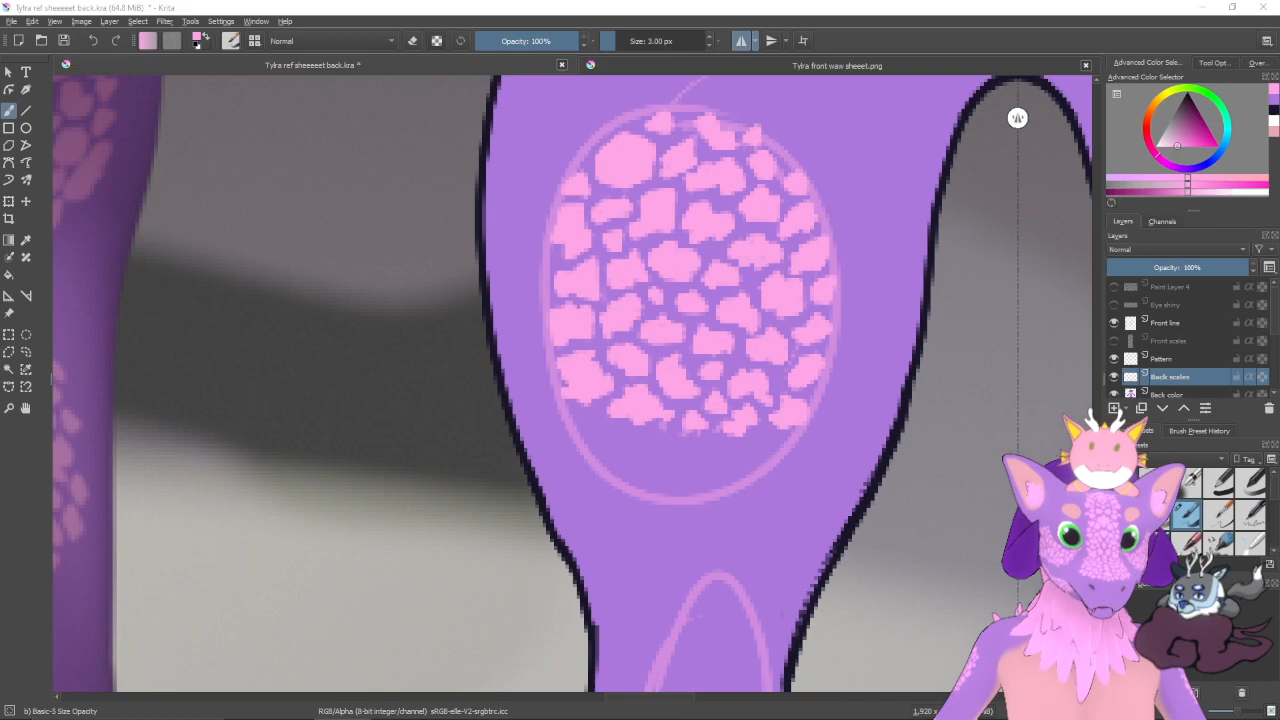 Tylra ref sheeeeet back.kra (64.8 MiB) * - Krita
File Edit View Image Layer Select Filter Tools Settings Window Help
Normal
Opacity: 100%
Size: 3.00 px
Tylra ref sheeeeet back.kra *
Tylra front waw sheeet.png
Advanced Color Sele...
Tool Opt...
Over...
Advanced Color Selector
Layers
Channels
Layers
Normal
Opacity: 100%
Paint Layer 4
Eye shiny
Front line
Front scales
Pattern
Back scales
Back color
Brush Preset History
Tag
b) Basic-5 Size Opacity
RGB/Alpha (8-bit integer/channel) sRGB-elle-V2-srgbtrc.icc